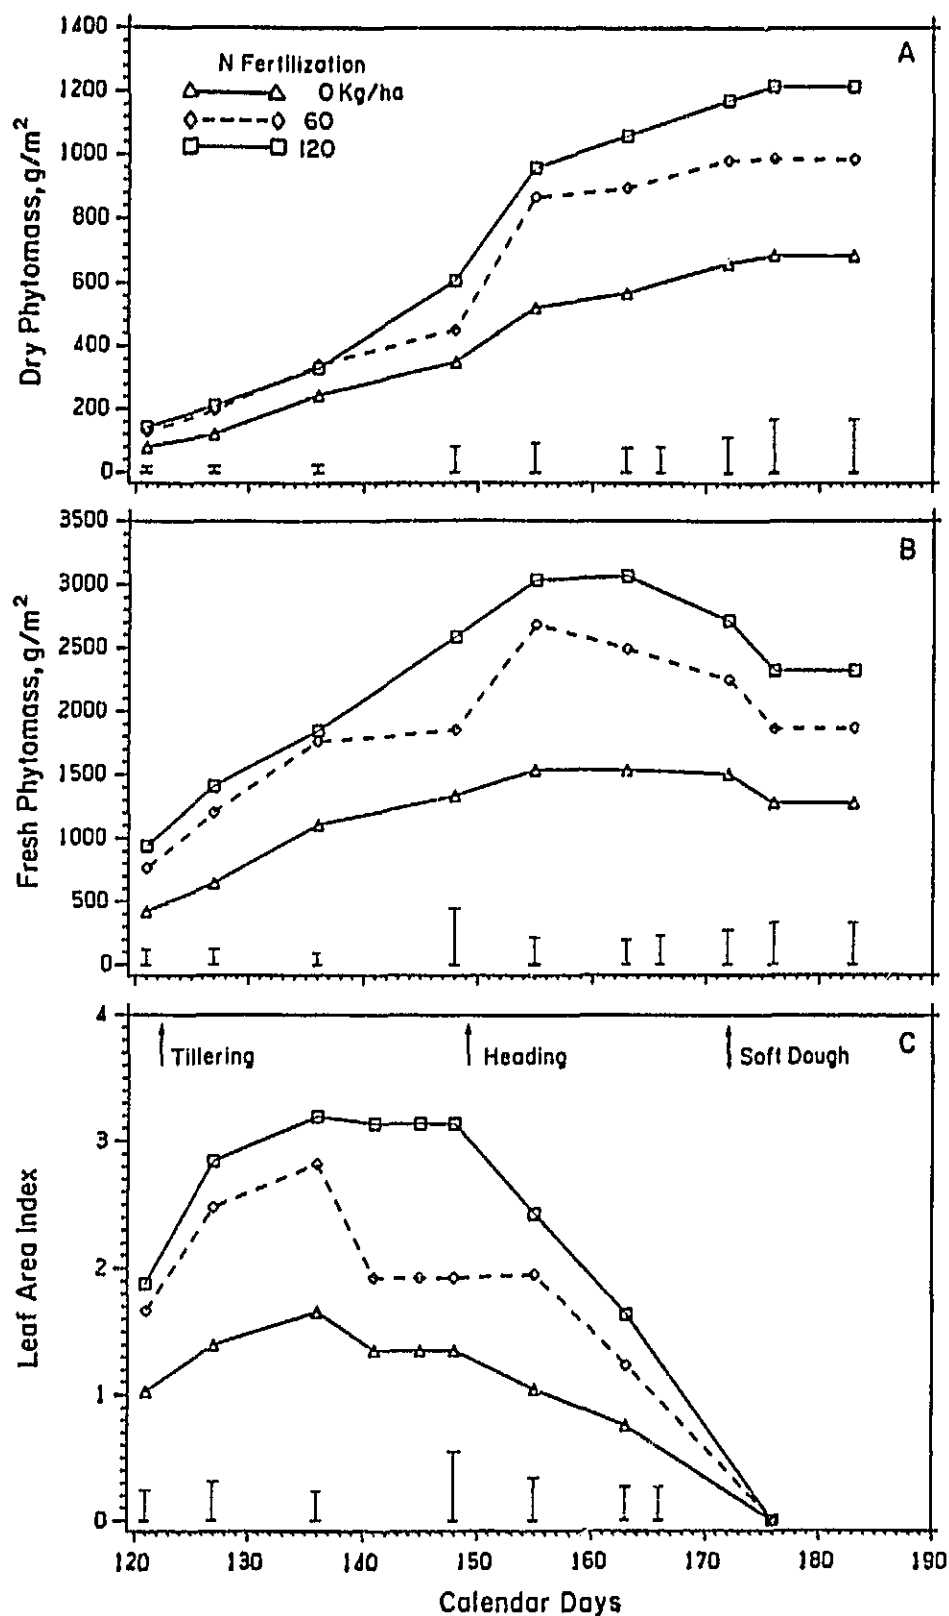 1400
1200
1000
800
600
400
200
0
Dry Phytomass, g/m²
A
N Fertilization
0 Kg/ha
60
120
3500
3000
2500
2000
1500
1000
500
0
Fresh Phytomass, g/m²
B
4
3
2
1
0
Leaf Area Index
C
Tillering
Heading
Soft Dough
120 130 140 150 160 170 180 190
Calendar Days